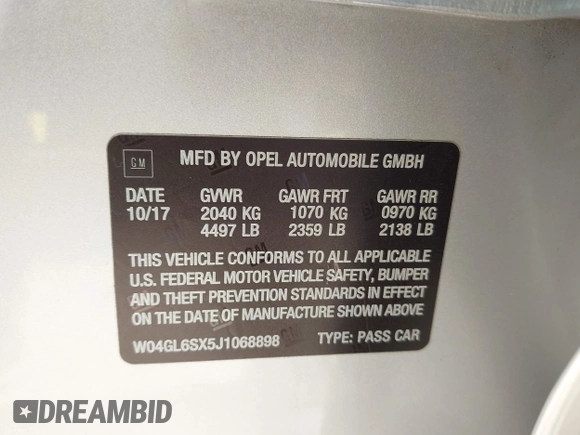 GM
MFD BY OPEL AUTOMOBILE GMBH
DATE GVWR GAWR FRT GAWR RR
10/17 2040 KG 1070 KG 0970 KG
4497 LB 2359 LB 2138 LB
THIS VEHICLE CONFORMS TO ALL APPLICABLE
U.S. FEDERAL MOTOR VEHICLE SAFETY, BUMPER
AND THEFT PREVENTION STANDARDS IN EFFECT
ON THE DATE OF MANUFACTURE SHOWN ABOVE
W04GL6SX5J1068898 TYPE: PASS CAR
DREAMBID